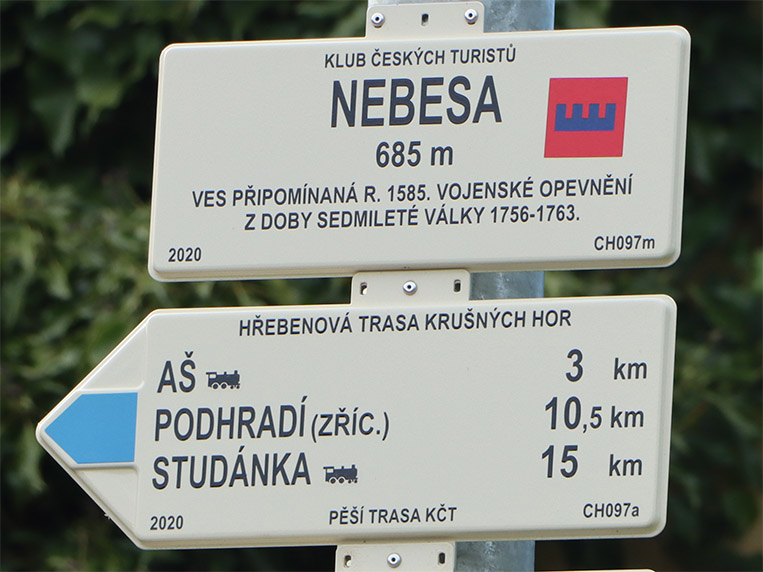 KLUB ČESKÝCH TURISTŮ
NEBESA
685 m
VES PŘIPOMÍNANÁ R. 1585. VOJENSKÉ OPEVNĚNÍ
Z DOBY SEDMILETÉ VÁLKY 1756-1763.
2020 CH097m
HŘEBENOVÁ TRASA KRUŠNÝCH HOR
AŠ 3 km
PODHRADÍ (ZŘÍC.) 10,5 km
STUDÁNKA 15 km
2020 PĚŠÍ TRASA KČT CH097a